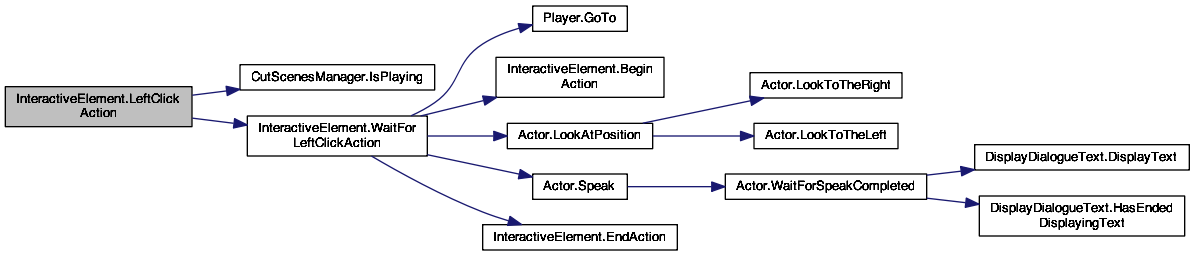 InteractiveElement.LeftClick
Action
CutScenesManager.IsPlaying
InteractiveElement.WaitFor
LeftClickAction
Player.GoTo
InteractiveElement.Begin
Action
Actor.LookAtPosition
Actor.Speak
InteractiveElement.EndAction
Actor.LookToTheRight
Actor.LookToTheLeft
Actor.WaitForSpeakCompleted
DisplayDialogueText.DisplayText
DisplayDialogueText.HasEnded
DisplayingText